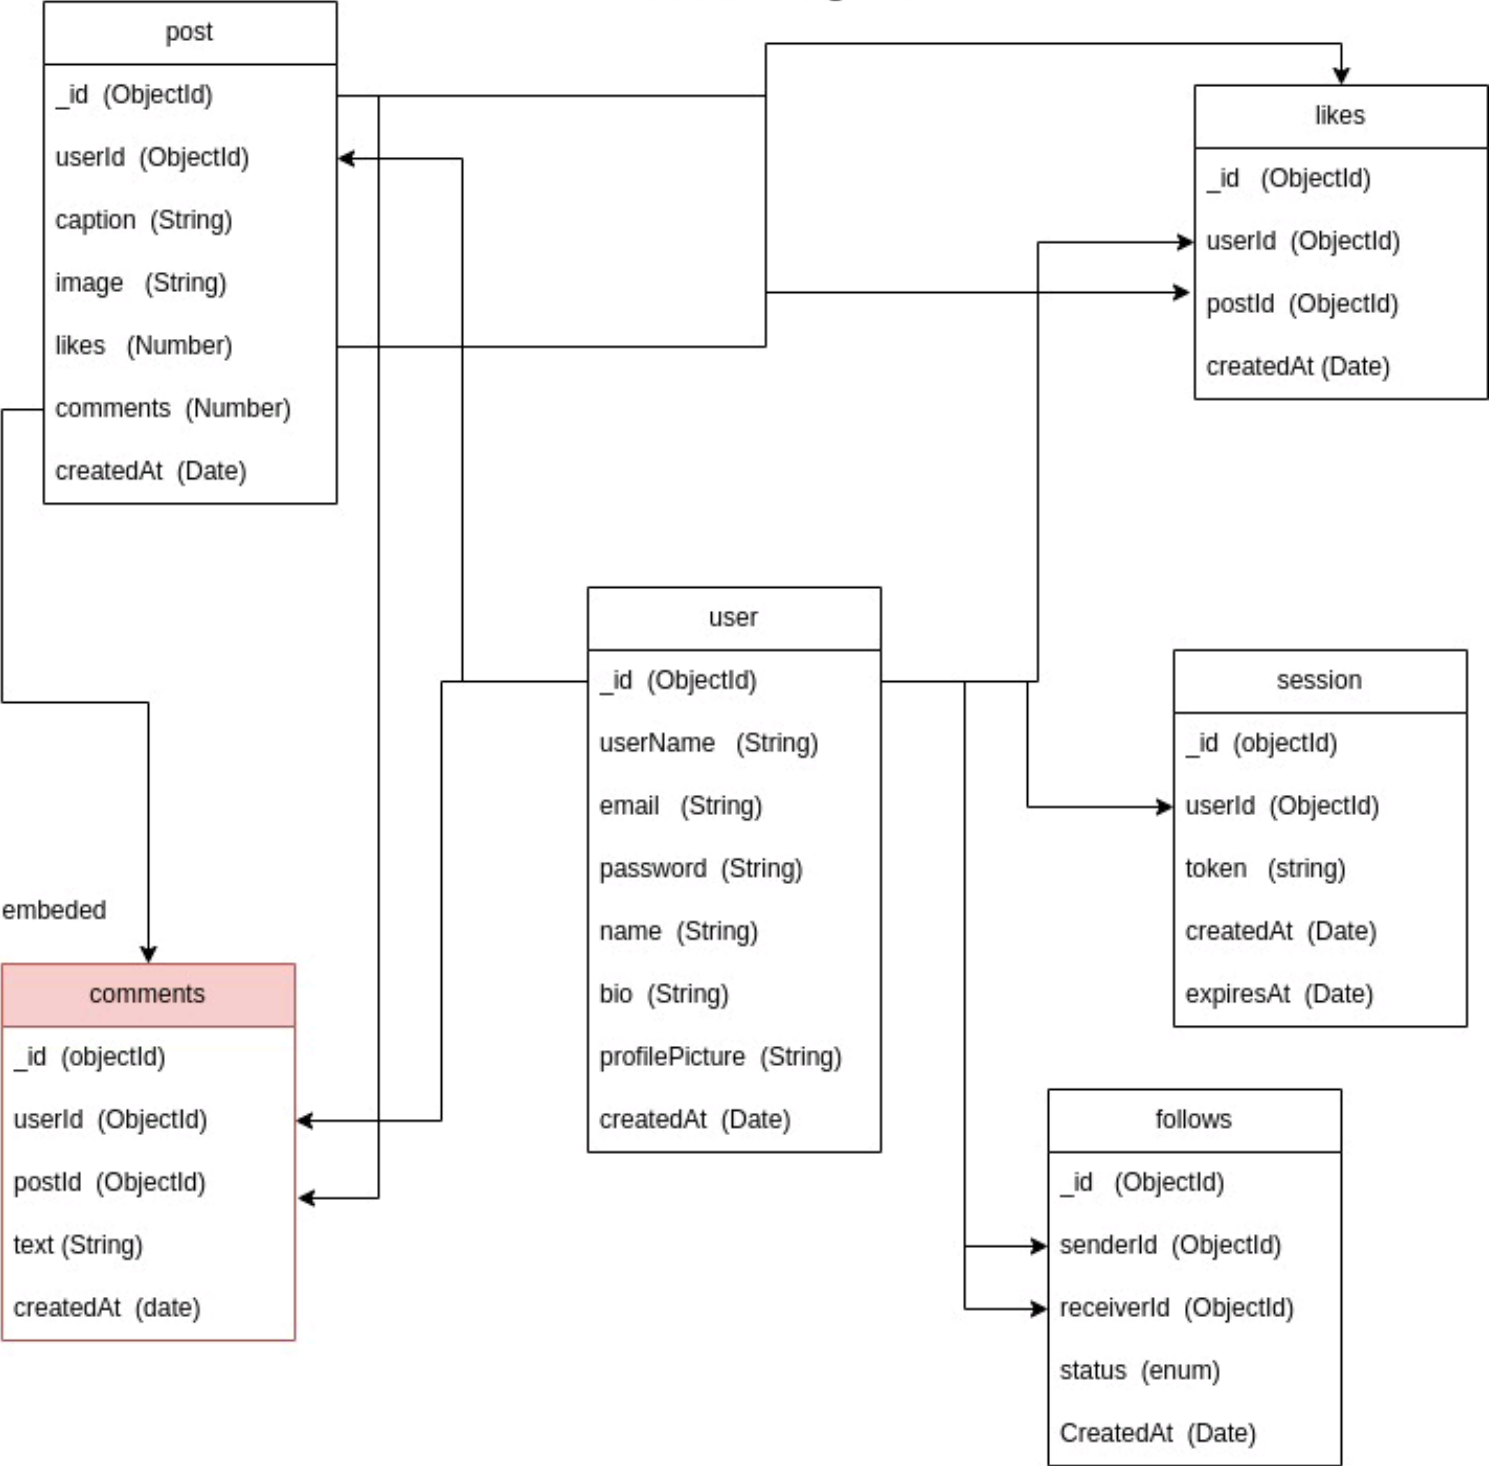 post
_id (ObjectId)
userId (ObjectId)
caption (String)
image (String)
likes (Number)
comments (Number)
createdAt (Date)
likes
_id (ObjectId)
userId (ObjectId)
postId (ObjectId)
createdAt (Date)
user
_id (ObjectId)
userName (String)
email (String)
password (String)
name (String)
bio (String)
profilePicture (String)
createdAt (Date)
session
_id (objectId)
userId (ObjectId)
token (string)
createdAt (Date)
expiresAt (Date)
embeded
comments
_id (objectId)
userId (ObjectId)
postId (ObjectId)
text (String)
createdAt (date)
follows
_id (ObjectId)
senderId (ObjectId)
receiverId (ObjectId)
status (enum)
CreatedAt (Date)